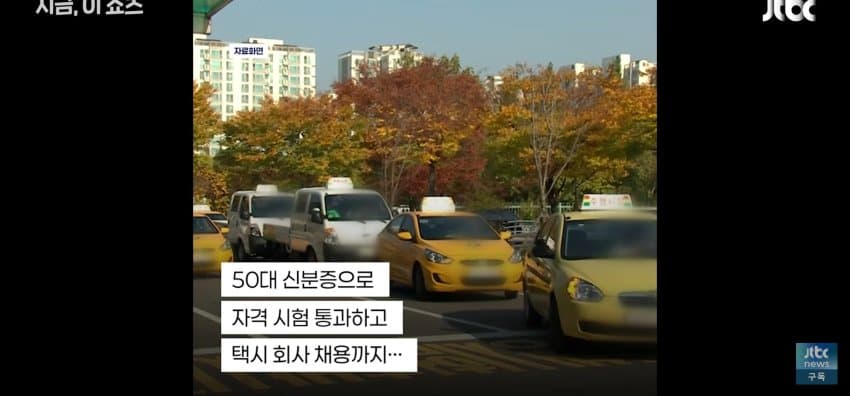 지금, 이 쇼츠
jtbc
자료화면
50대 신분증으로
자격 시험 통과하고
택시 회사 채용까지…
jtbc
news
구독